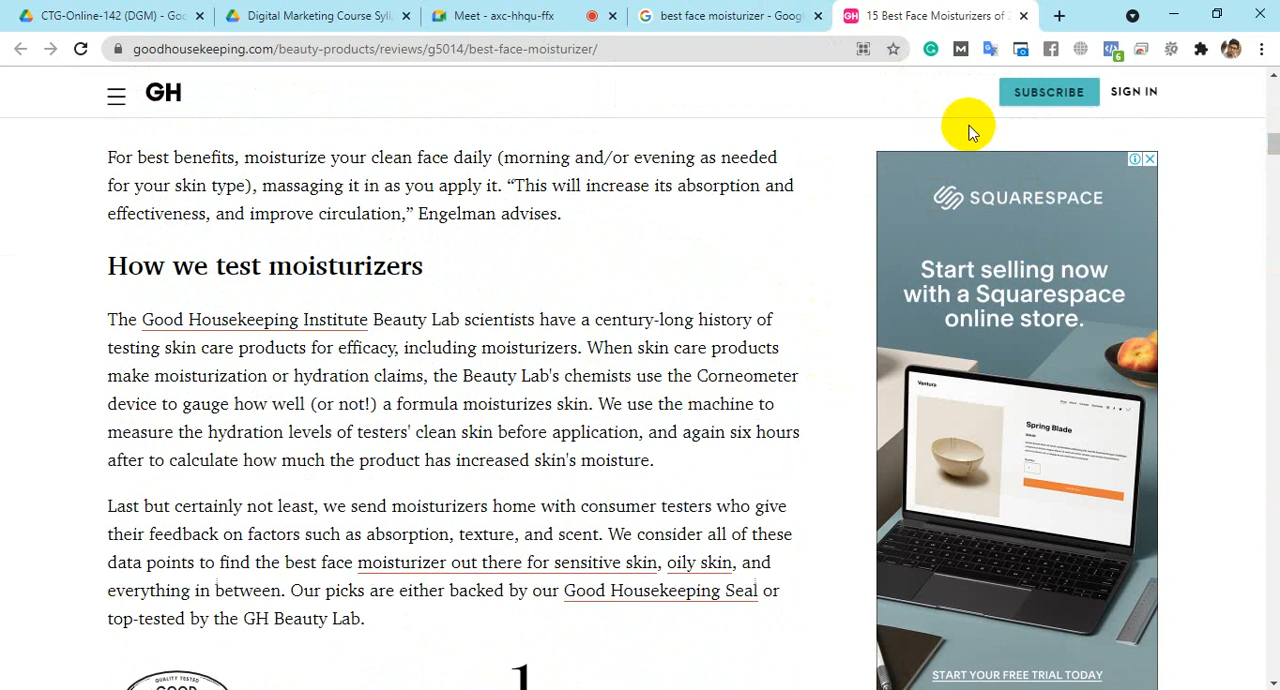 CTG-Online-142 (DGM) - Goo
Digital Marketing Course Syll
Meet - axc-hhqu-ffx
best face moisturizer - Goog
GH 15 Best Face Moisturizers of 2
goodhousekeeping.com/beauty-products/reviews/g5014/best-face-moisturizer/
6
GH
SUBSCRIBE
SIGN IN
For best benefits, moisturize your clean face daily (morning and/or evening as needed
for your skin type), massaging it in as you apply it. “This will increase its absorption and
effectiveness, and improve circulation,” Engelman advises.
How we test moisturizers
The Good Housekeeping Institute Beauty Lab scientists have a century-long history of
testing skin care products for efficacy, including moisturizers. When skin care products
make moisturization or hydration claims, the Beauty Lab's chemists use the Corneometer
device to gauge how well (or not!) a formula moisturizes skin. We use the machine to
measure the hydration levels of testers' clean skin before application, and again six hours
after to calculate how much the product has increased skin's moisture.
Last but certainly not least, we send moisturizers home with consumer testers who give
their feedback on factors such as absorption, texture, and scent. We consider all of these
data points to find the best face moisturizer out there for sensitive skin, oily skin, and
everything in between. Our picks are either backed by our Good Housekeeping Seal or
top-tested by the GH Beauty Lab.
QUALITY TESTED
SQUARESPACE
Start selling now
with a Squarespace
online store.
Ventura
Spring Blade
START YOUR FREE TRIAL TODAY